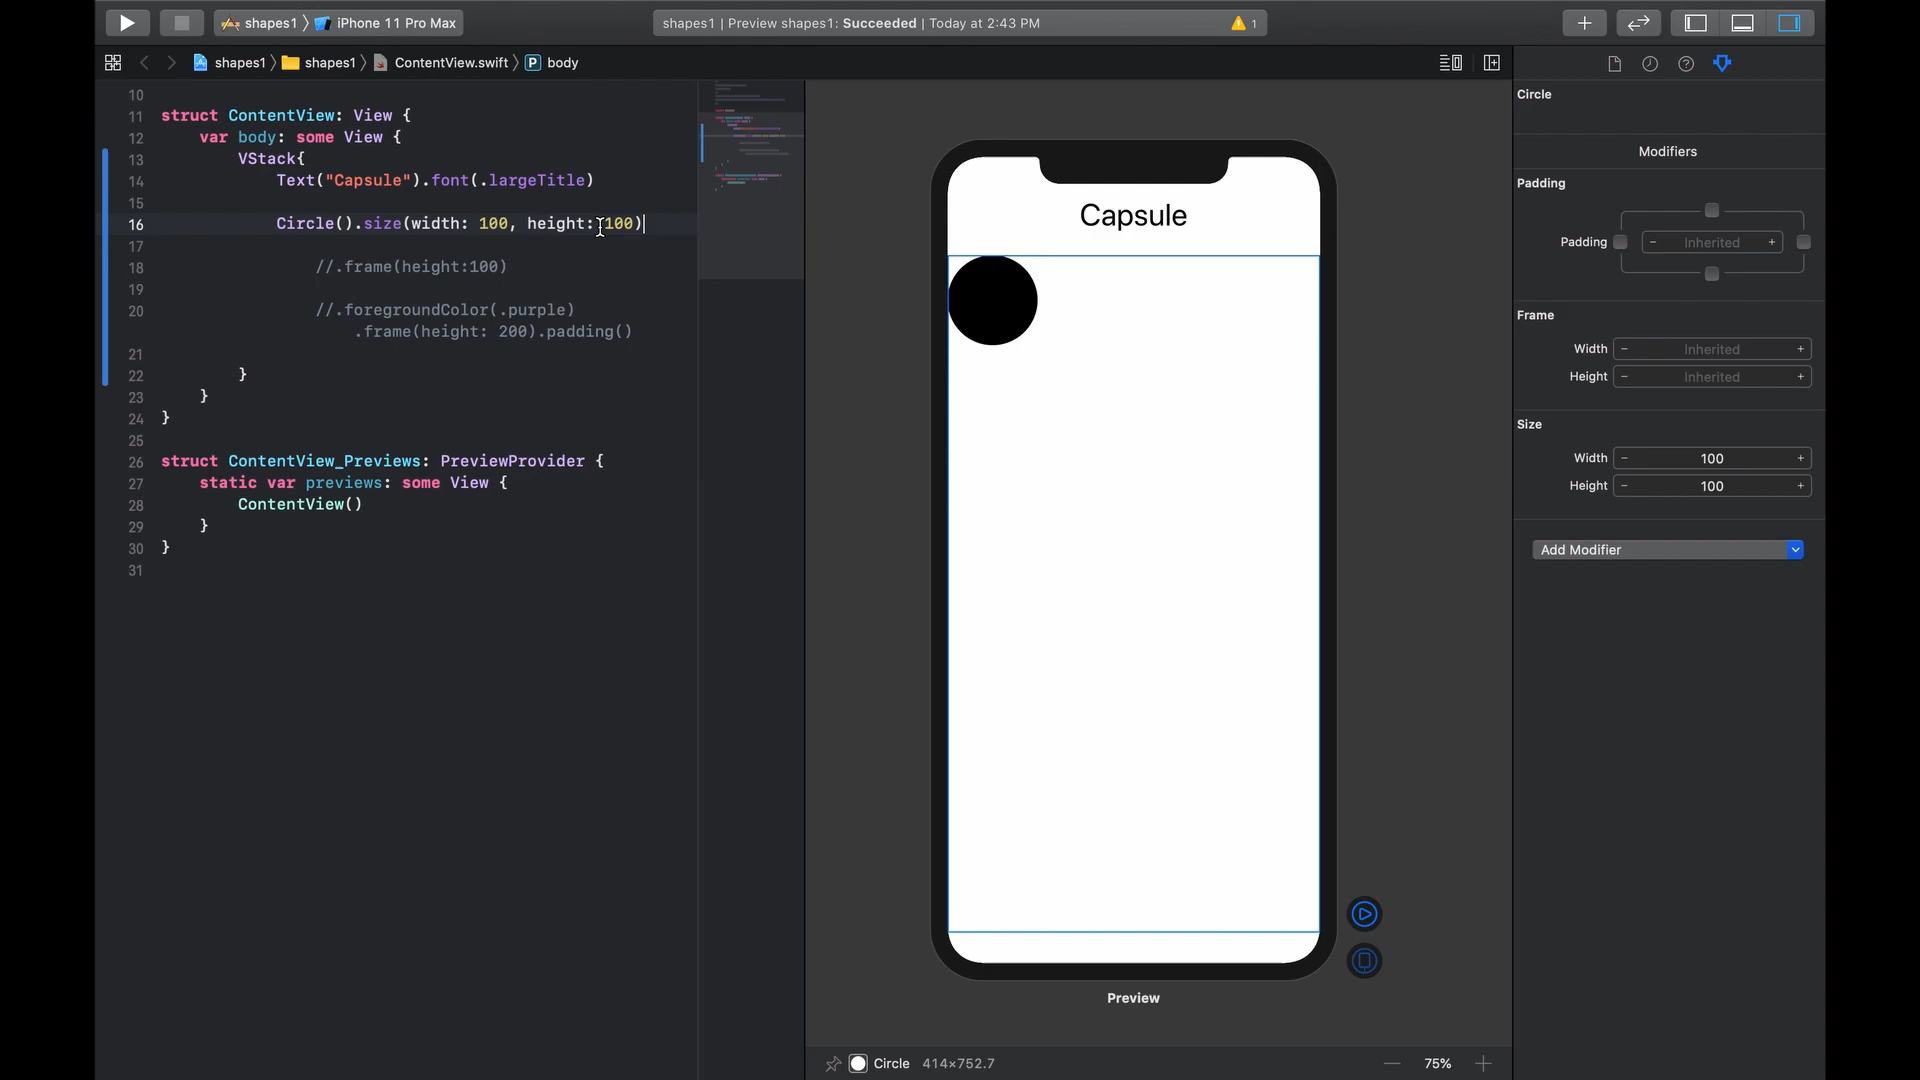 shapes1 〉 iPhone 11 Pro Max
shapes1 | Preview shapes1: Succeeded | Today at 2:43 PM
1
shapes1 〉 shapes1 〉 ContentView.swift 〉 P body
10
11 struct ContentView: View {
12 var body: some View {
13 VStack{
14 Text("Capsule").font(.largeTitle)
15
16 Circle().size(width: 100, height: 100)
17
18 //.frame(height:100)
19
20 //.foregroundColor(.purple)
.frame(height: 200).padding()
21
22 }
23 }
24 }
25
26 struct ContentView_Previews: PreviewProvider {
27 static var previews: some View {
28 ContentView()
29 }
30 }
31
Capsule
Preview
Circle 414×752.7
75%
Circle
Modifiers
Padding
Padding − Inherited +
Frame
Width − Inherited +
Height − Inherited +
Size
Width − 100 +
Height − 100 +
Add Modifier